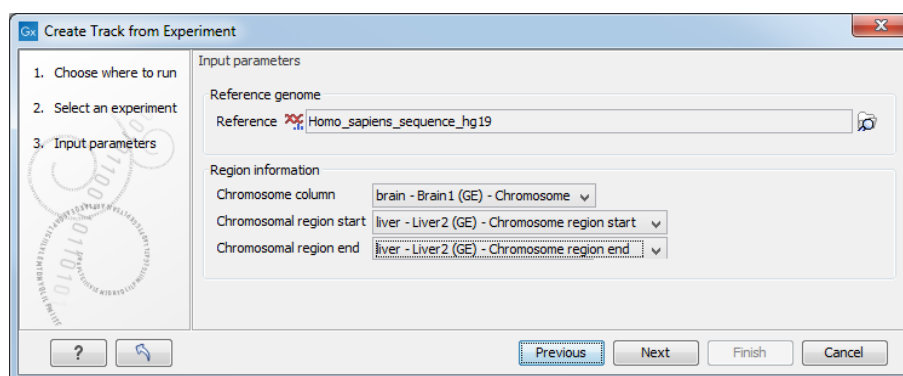 Gx Create Track from Experiment
1. Choose where to run
2. Select an experiment
3. Input parameters
Input parameters
Reference genome
Reference Homo_sapiens_sequence_hg19
Region information
Chromosome column brain - Brain1 (GE) - Chromosome
Chromosomal region start liver - Liver2 (GE) - Chromosome region start
Chromosomal region end liver - Liver2 (GE) - Chromosome region end
? Previous Next Finish Cancel